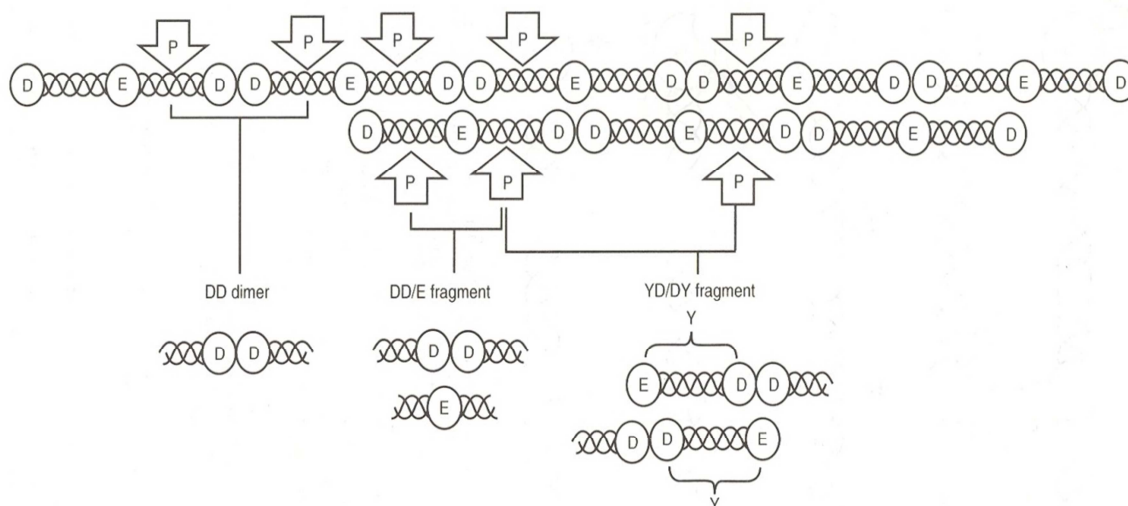 P P P P P
D E D D E D D E D D E D D E D
D E D D E D D E D
P P P
DD dimer DD/E fragment YD/DY fragment
Y
D D D D E D D
E D D E
Y